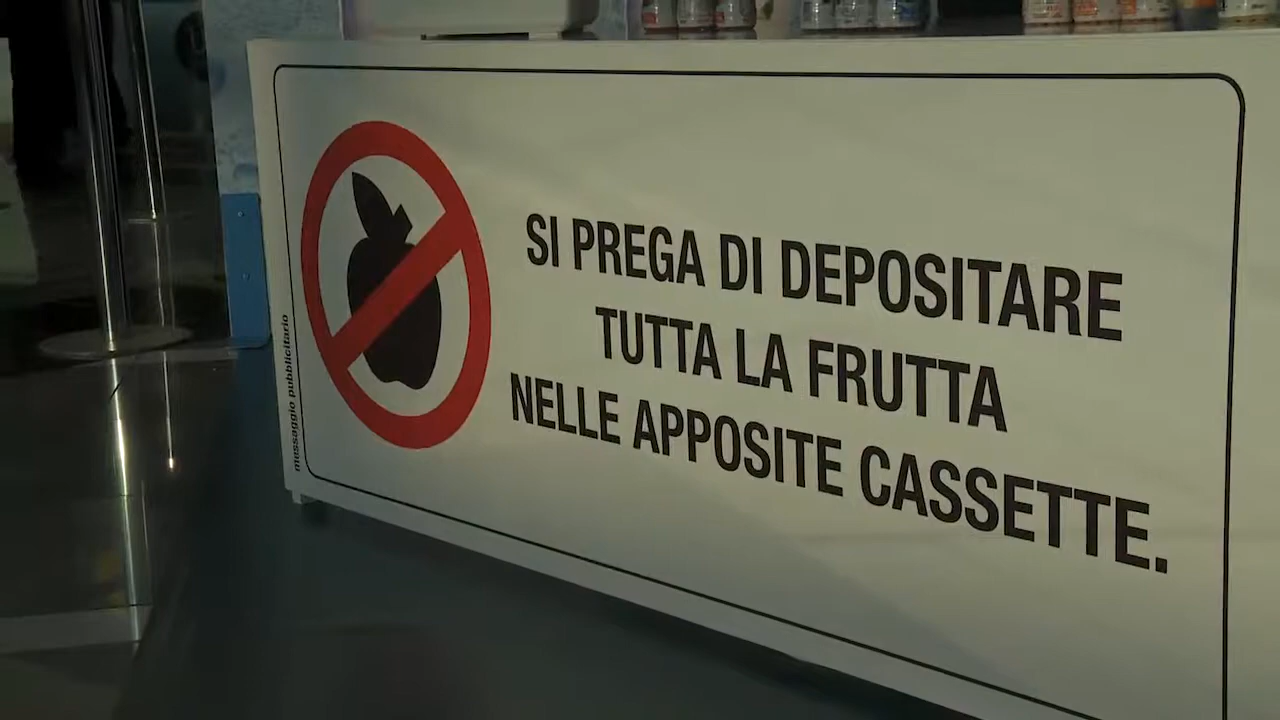 SI PREGA DI DEPOSITARE
TUTTA LA FRUTTA
NELLE APPOSITE CASSETTE.
messaggio pubblicitario